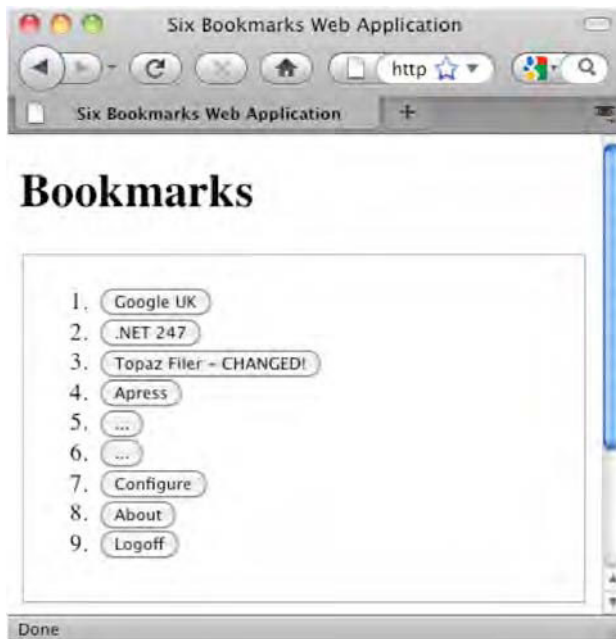 Six Bookmarks Web Application
http
Six Bookmarks Web Application +
Bookmarks
1. Google UK
2. .NET 247
3. Topaz Filer – CHANGED!
4. Apress
5. ...
6. ...
7. Configure
8. About
9. Logoff
Done